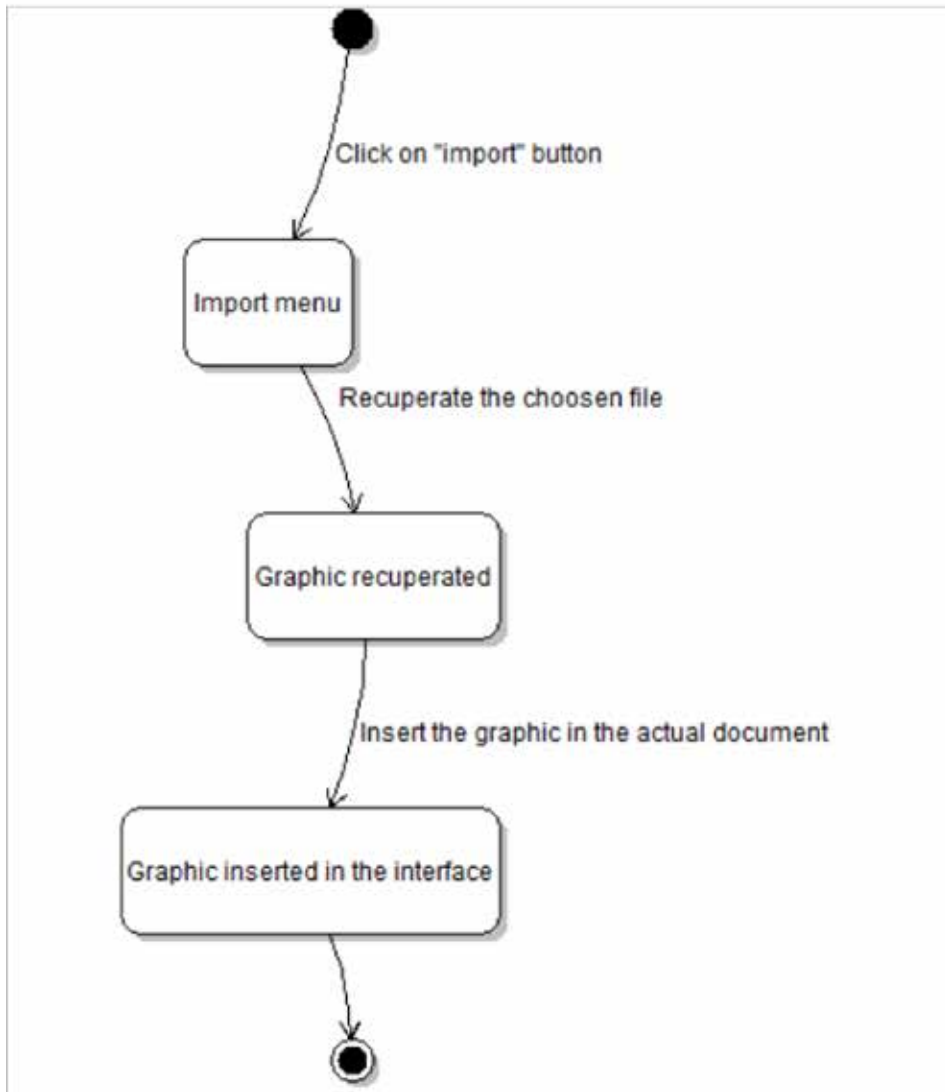 Click on "import" button
Import menu
Recuperate the choosen file
Graphic recuperated
Insert the graphic in the actual document
Graphic inserted in the interface